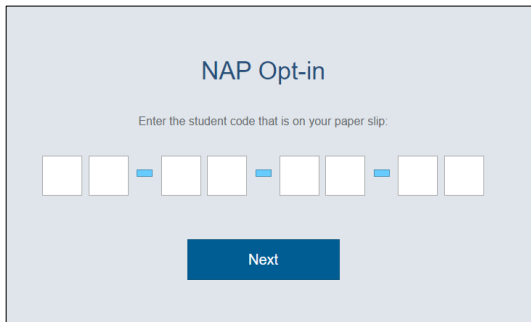 NAP Opt-in
Enter the student code that is on your paper slip:
Next